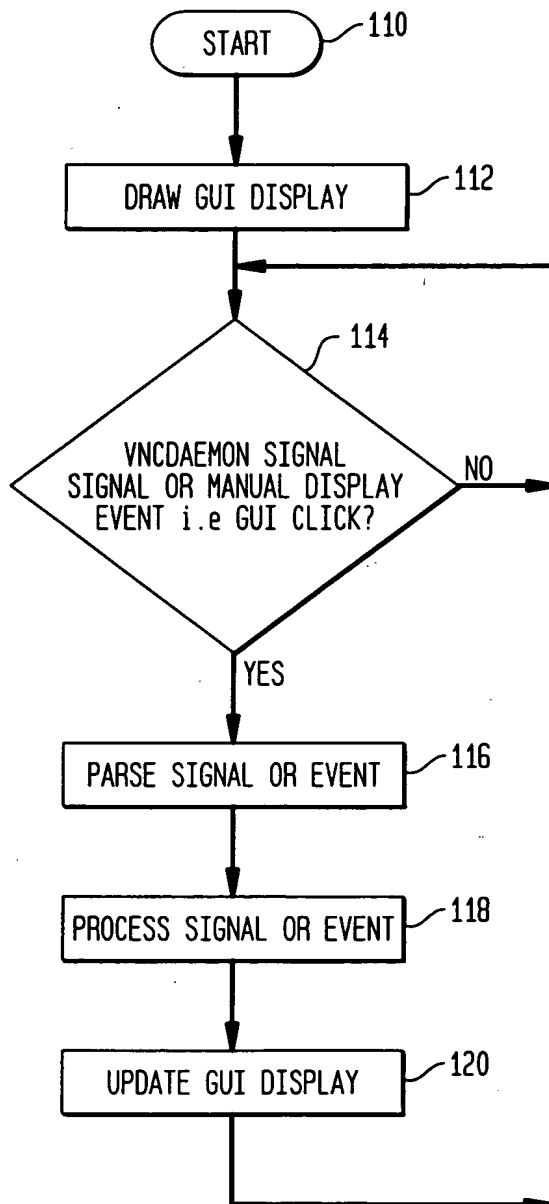 START
110
DRAW GUI DISPLAY
112
114
VNCDAEMON SIGNAL
SIGNAL OR MANUAL DISPLAY
EVENT i.e GUI CLICK?
NO
YES
PARSE SIGNAL OR EVENT
116
PROCESS SIGNAL OR EVENT
118
UPDATE GUI DISPLAY
120